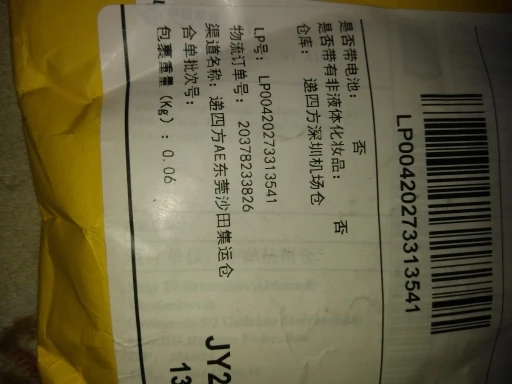 LP00420273313541
是否带电池： 否
是否带有非液体化妆品： 否
仓库： 递四方深圳机场仓
LP号： LP00420273313541
物流订单号： 20378233826
渠道名称：递四方AE东莞沙田集运仓
合单批次号：
包裹重量（Kg）：0.06
JY2
13